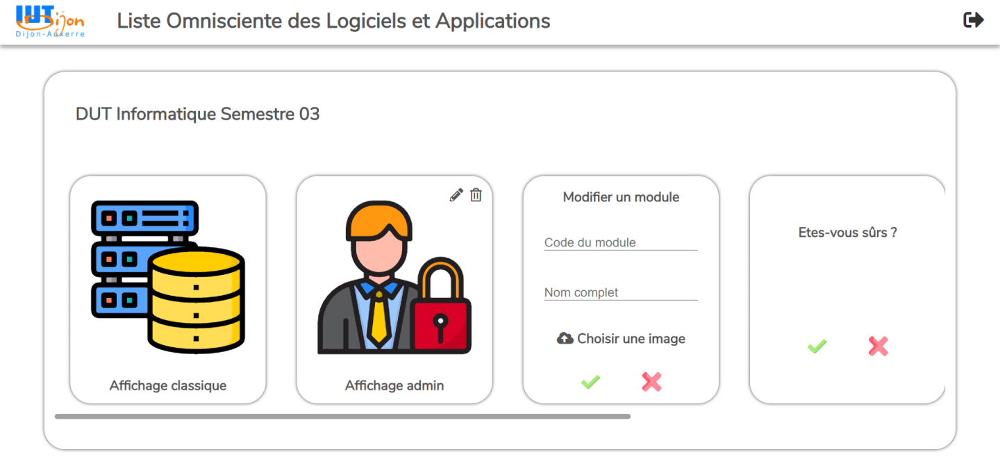 IUT Dijon
Dijon-Auxerre
Liste Omnisciente des Logiciels et Applications
DUT Informatique Semestre 03
Affichage classique
Affichage admin
Modifier un module
Code du module
Nom complet
Choisir une image
Etes-vous sûrs ?